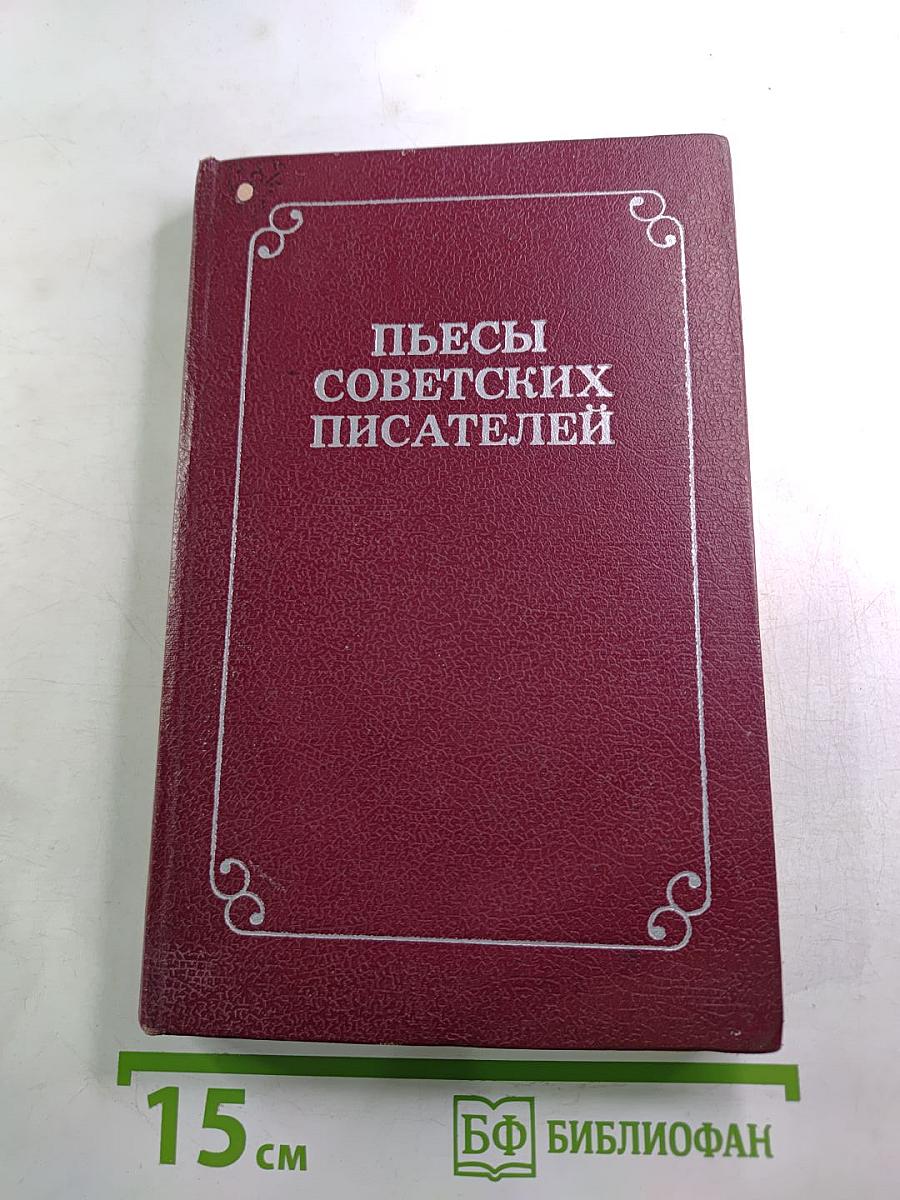 ПЬЕСЫ
СОВЕТСКИХ
ПИСАТЕЛЕЙ
15 см
БФ БИБЛИОФАН